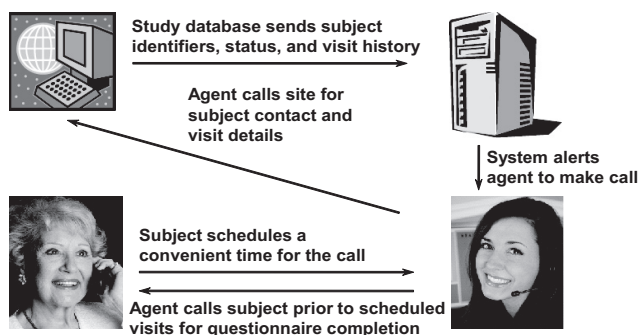 Study database sends subject
identifiers, status, and visit history
Agent calls site for
subject contact and
visit details
System alerts
agent to make call
Subject schedules a
convenient time for the call
Agent calls subject prior to scheduled
visits for questionnaire completion